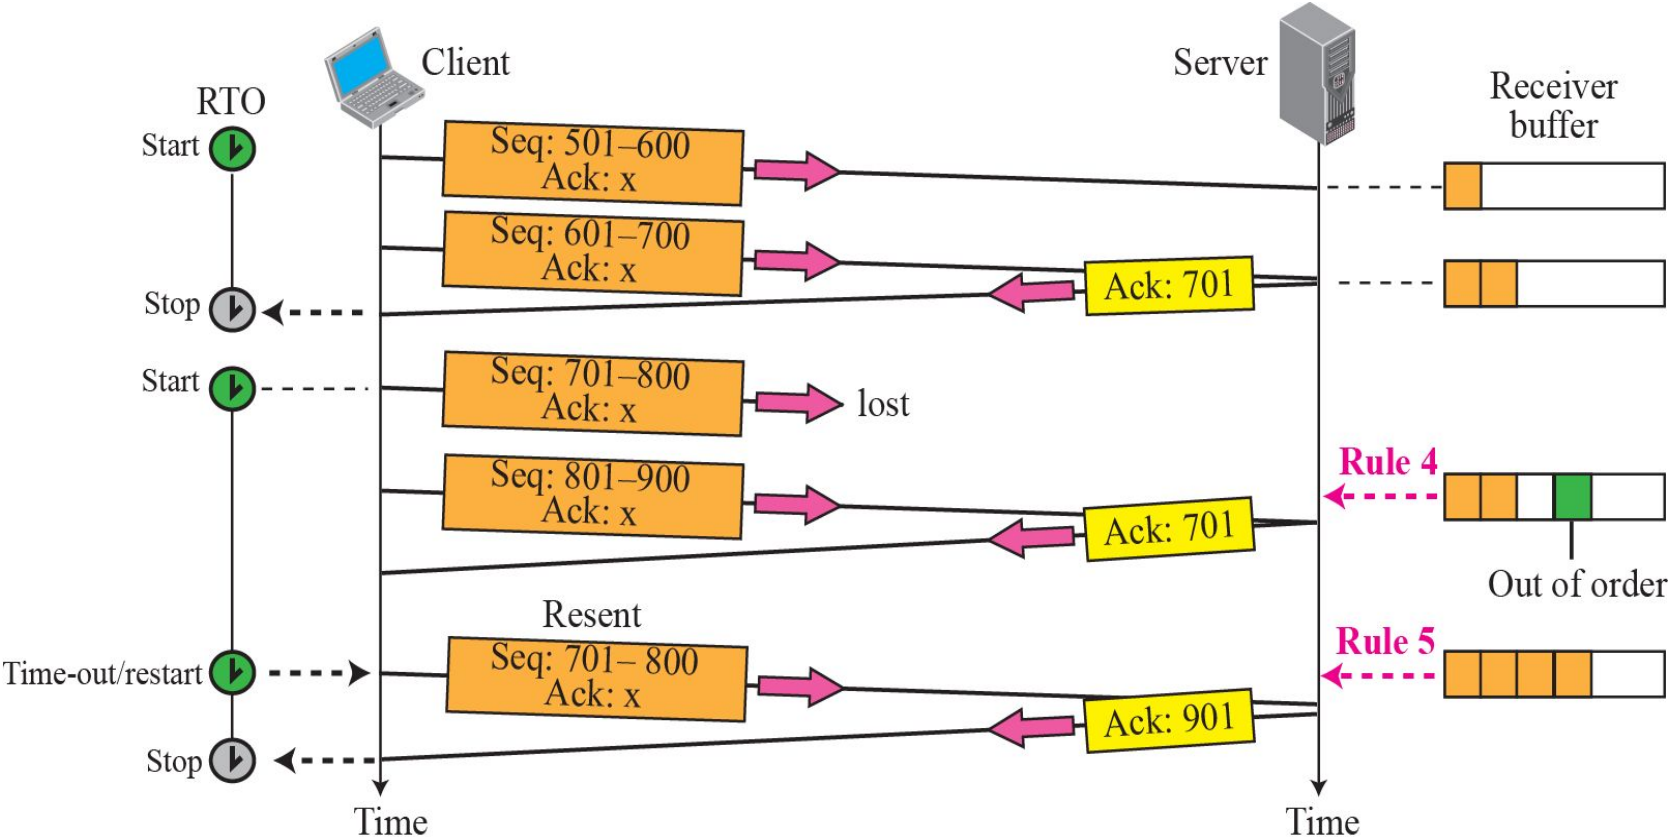 Client
Server
RTO
Receiver
buffer
Start
Seq: 501–600
Ack: x
Seq: 601–700
Ack: x
Ack: 701
Stop
Start
Seq: 701–800
Ack: x
lost
Seq: 801–900
Ack: x
Ack: 701
Rule 4
Out of order
Resent
Time-out/restart
Seq: 701– 800
Ack: x
Rule 5
Ack: 901
Stop
Time
Time